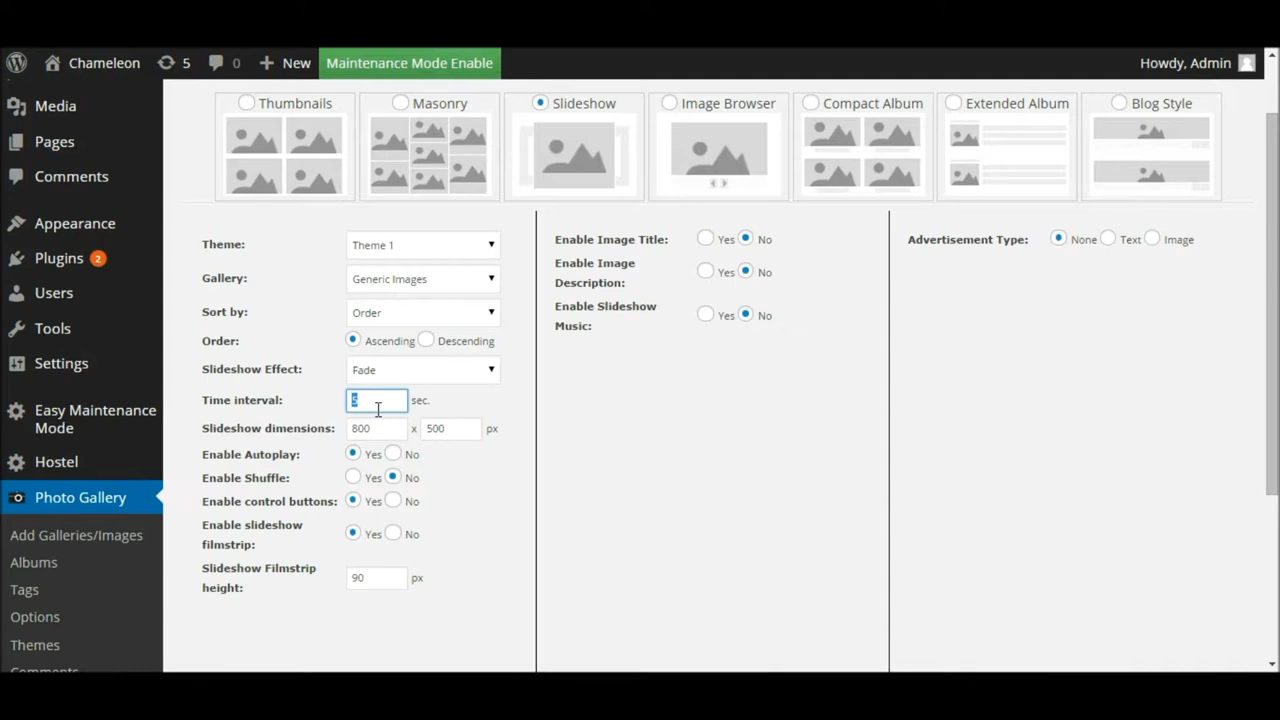 Chameleon 5 0 New Maintenance Mode Enable Howdy, Admin
Media
Pages
Comments
Appearance
Plugins 2
Users
Tools
Settings
Easy Maintenance
Mode
Hostel
Photo Gallery
Add Galleries/Images
Albums
Tags
Options
Themes
Comments
Thumbnails Masonry Slideshow Image Browser Compact Album Extended Album Blog Style
Theme: Theme 1
Gallery: Generic Images
Sort by: Order
Order: Ascending Descending
Slideshow Effect: Fade
Time interval: 5 sec.
Slideshow dimensions: 800 x 500 px
Enable Autoplay: Yes No
Enable Shuffle: Yes No
Enable control buttons: Yes No
Enable slideshow
filmstrip: Yes No
Slideshow Filmstrip
height: 90 px
Enable Image Title: Yes No
Enable Image
Description: Yes No
Enable Slideshow
Music: Yes No
Advertisement Type: None Text Image